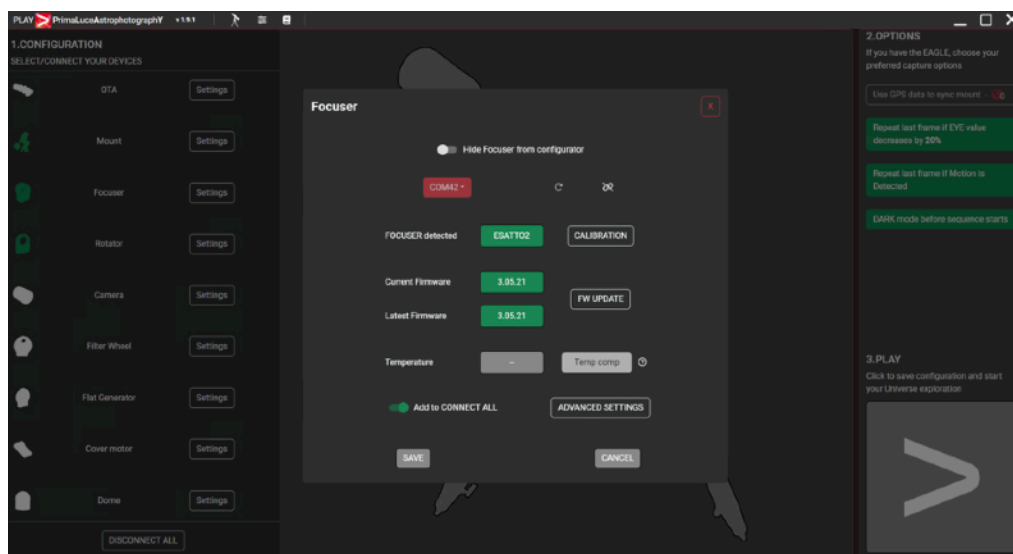 PLAY PrimaLuceAstrophotographY v 1.9.1
1.CONFIGURATION
SELECT/CONNECT YOUR DEVICES
OTA Settings
Mount Settings
Focuser Settings
Rotator Settings
Camera Settings
Filter Wheel Settings
Flat Generator Settings
Cover motor Settings
Dome Settings
DISCONNECT ALL
Focuser X
Hide Focuser from configurator
COM42
FOCUSER detected ESATTO2 CALIBRATION
Current Firmware 3.05.21
FW UPDATE
Latest Firmware 3.05.21
Temperature -- Temp comp
Add to CONNECT ALL ADVANCED SETTINGS
SAVE CANCEL
2.OPTIONS
If you have the EAGLE, choose your
preferred capture options
Use GPS data to sync mount -
Repeat last frame if EYE value
decreases by 20%
Repeat last frame if Motion is
Detected
DARK mode before sequence starts
3.PLAY
Click to save configuration and start
your Universe exploration